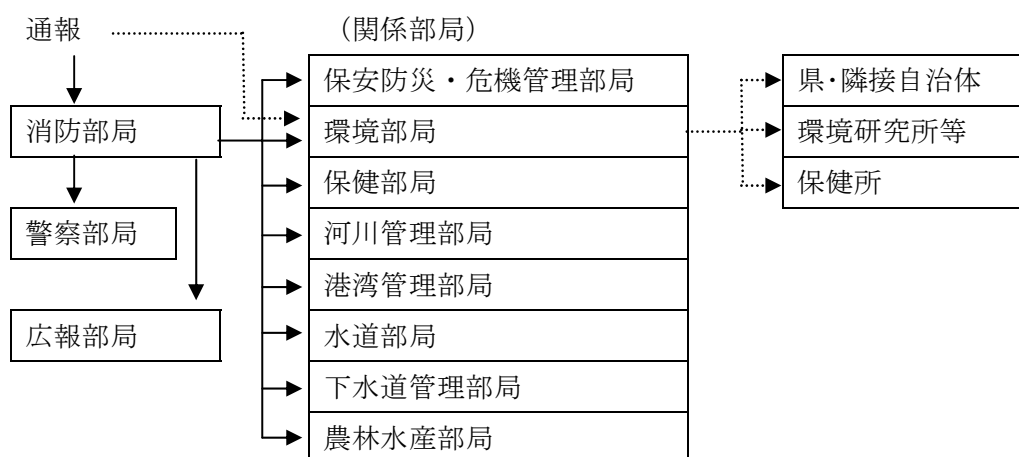 通報
（関係部局）
消防部局
警察部局
広報部局
保安防災・危機管理部局
環境部局
保健部局
河川管理部局
港湾管理部局
水道部局
下水道管理部局
農林水産部局
県・隣接自治体
環境研究所等
保健所